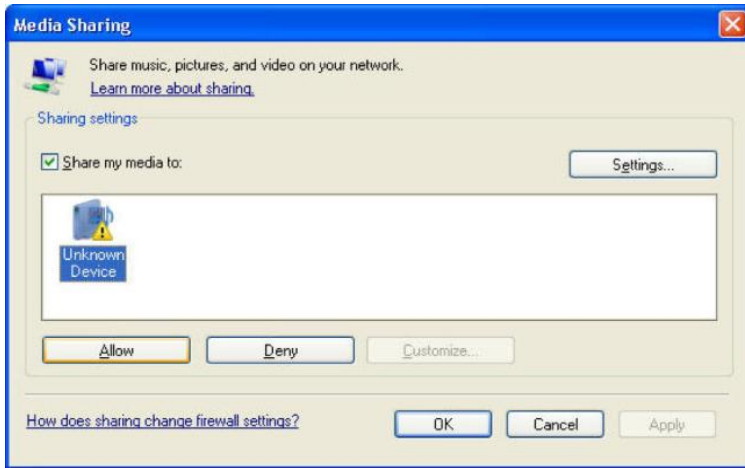 Media Sharing
Share music, pictures, and video on your network.
Learn more about sharing.
Sharing settings
Share my media to:
Settings...
Unknown
Device
Allow
Deny
Customize...
How does sharing change firewall settings?
OK
Cancel
Apply